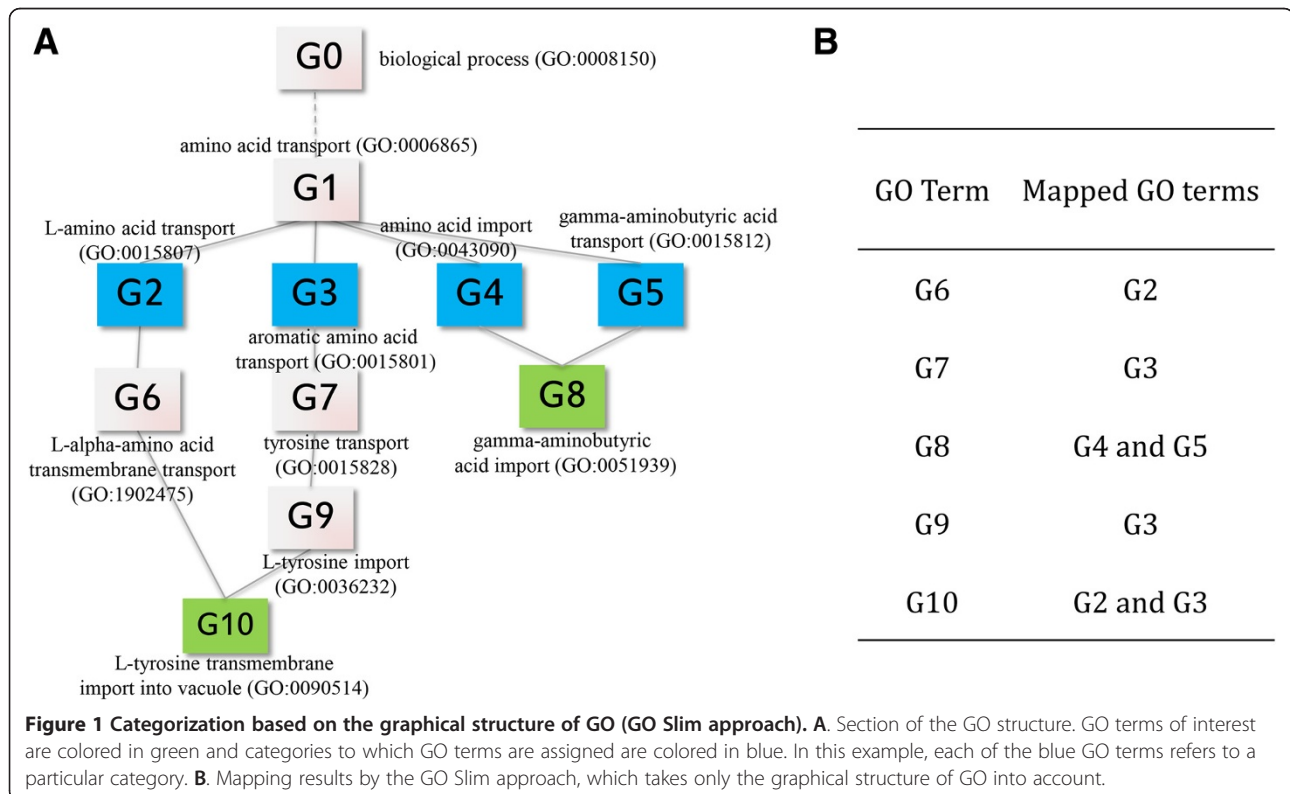 A
G0
biological process (GO:0008150)
amino acid transport (GO:0006865)
G1
L-amino acid transport
(GO:0015807)
amino acid import
(GO:0043090)
gamma-aminobutyric acid
transport (GO:0015812)
G2
G3
G4
G5
aromatic amino acid
transport (GO:0015801)
G6
G7
G8
L-alpha-amino acid
transmembrane transport
(GO:1902475)
tyrosine transport
(GO:0015828)
gamma-aminobutyric
acid import (GO:0051939)
G9
L-tyrosine import
(GO:0036232)
G10
L-tyrosine transmembrane
import into vacuole (GO:0090514)
B
GO Term Mapped GO terms
G6 G2
G7 G3
G8 G4 and G5
G9 G3
G10 G2 and G3
Figure 1 Categorization based on the graphical structure of GO (GO Slim approach). A. Section of the GO structure. GO terms of interest
are colored in green and categories to which GO terms are assigned are colored in blue. In this example, each of the blue GO terms refers to a
particular category. B. Mapping results by the GO Slim approach, which takes only the graphical structure of GO into account.